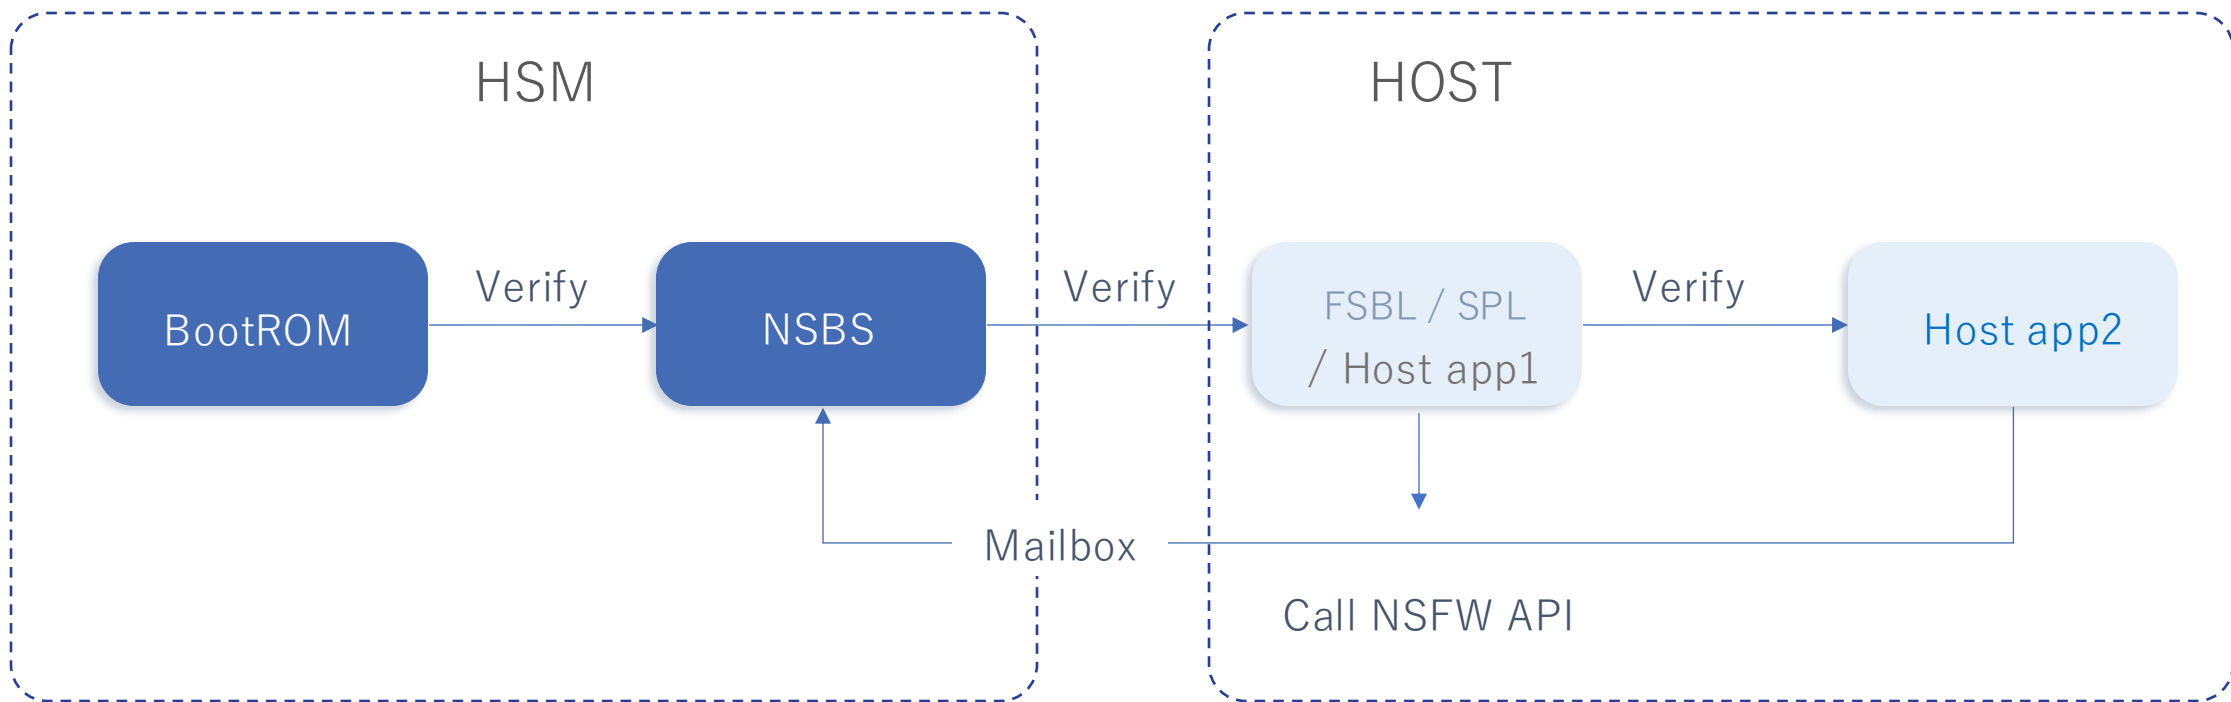 HSM
HOST
BootROM
Verify
NSBS
Verify
FSBL / SPL
/ Host app1
Verify
Host app2
Mailbox
Call NSFW API